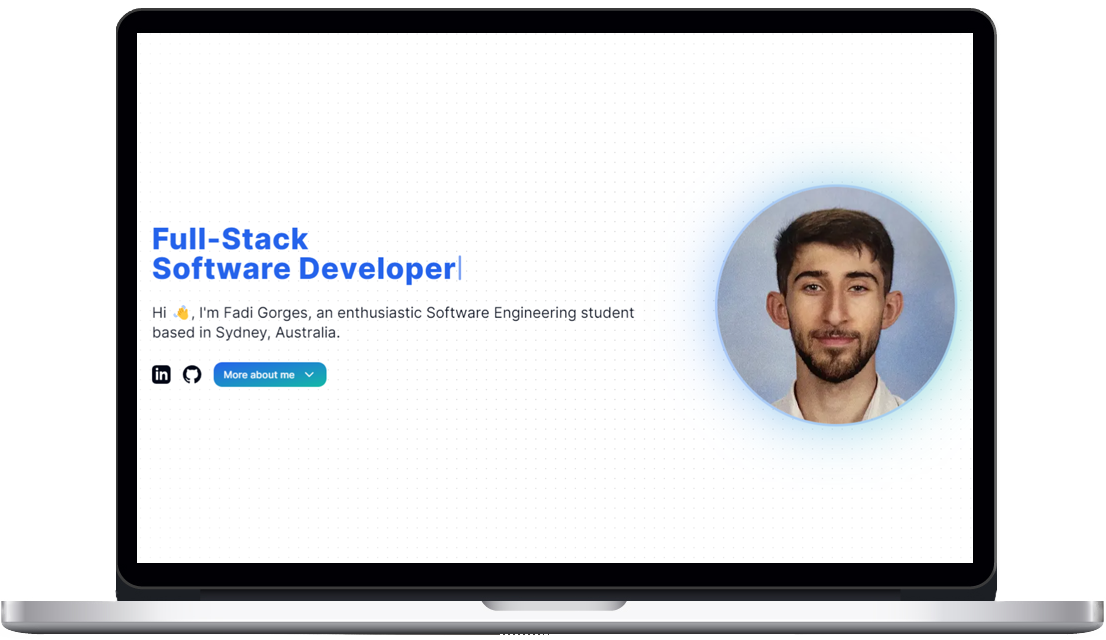 Full-Stack
Software Developer
Hi 👋, I'm Fadi Gorges, an enthusiastic Software Engineering student
based in Sydney, Australia.
in
More about me